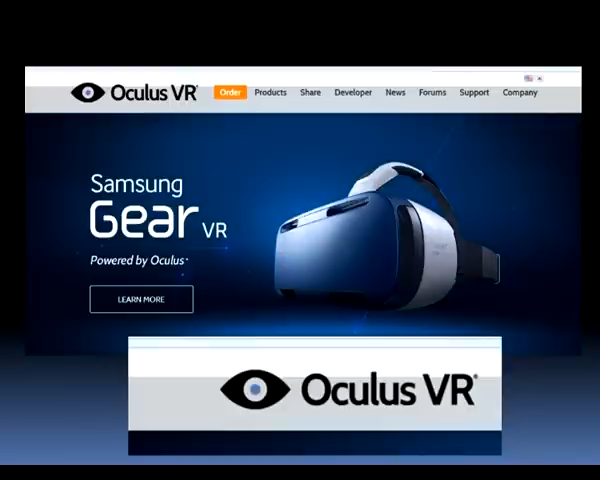 Oculus VR®
Order Products Share Developer News Forums Support Company
Samsung
Gear VR
Powered by Oculus™
LEARN MORE
Oculus VR®